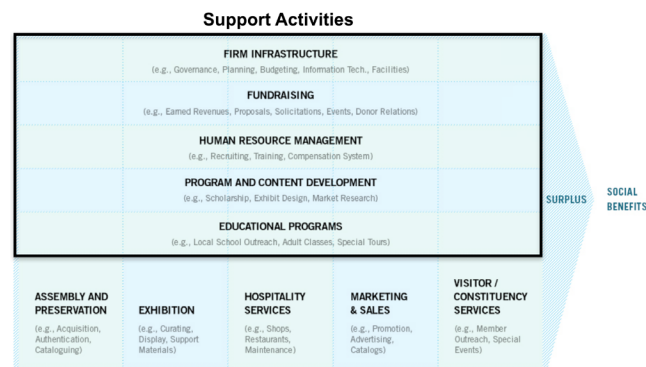 Support Activities
FIRM INFRASTRUCTURE
(e.g., Governance, Planning, Budgeting, Information Tech., Facilities)
FUNDRAISING
(e.g., Earned Revenues, Proposals, Solicitations, Events, Donor Relations)
HUMAN RESOURCE MANAGEMENT
(e.g., Recruiting, Training, Compensation System)
PROGRAM AND CONTENT DEVELOPMENT
(e.g., Scholarship, Exhibit Design, Market Research)
EDUCATIONAL PROGRAMS
(e.g., Local School Outreach, Adult Classes, Special Tours)
SURPLUS
SOCIAL
BENEFITS
ASSEMBLY AND
PRESERVATION
(e.g., Acquisition,
Authentication,
Cataloguing)
EXHIBITION
(e.g., Curating,
Display, Support
Materials)
HOSPITALITY
SERVICES
(e.g., Shops,
Restaurants,
Maintenance)
MARKETING
& SALES
(e.g., Promotion,
Advertising,
Catalogs)
VISITOR /
CONSTITUENCY
SERVICES
(e.g., Member
Outreach, Special
Events)